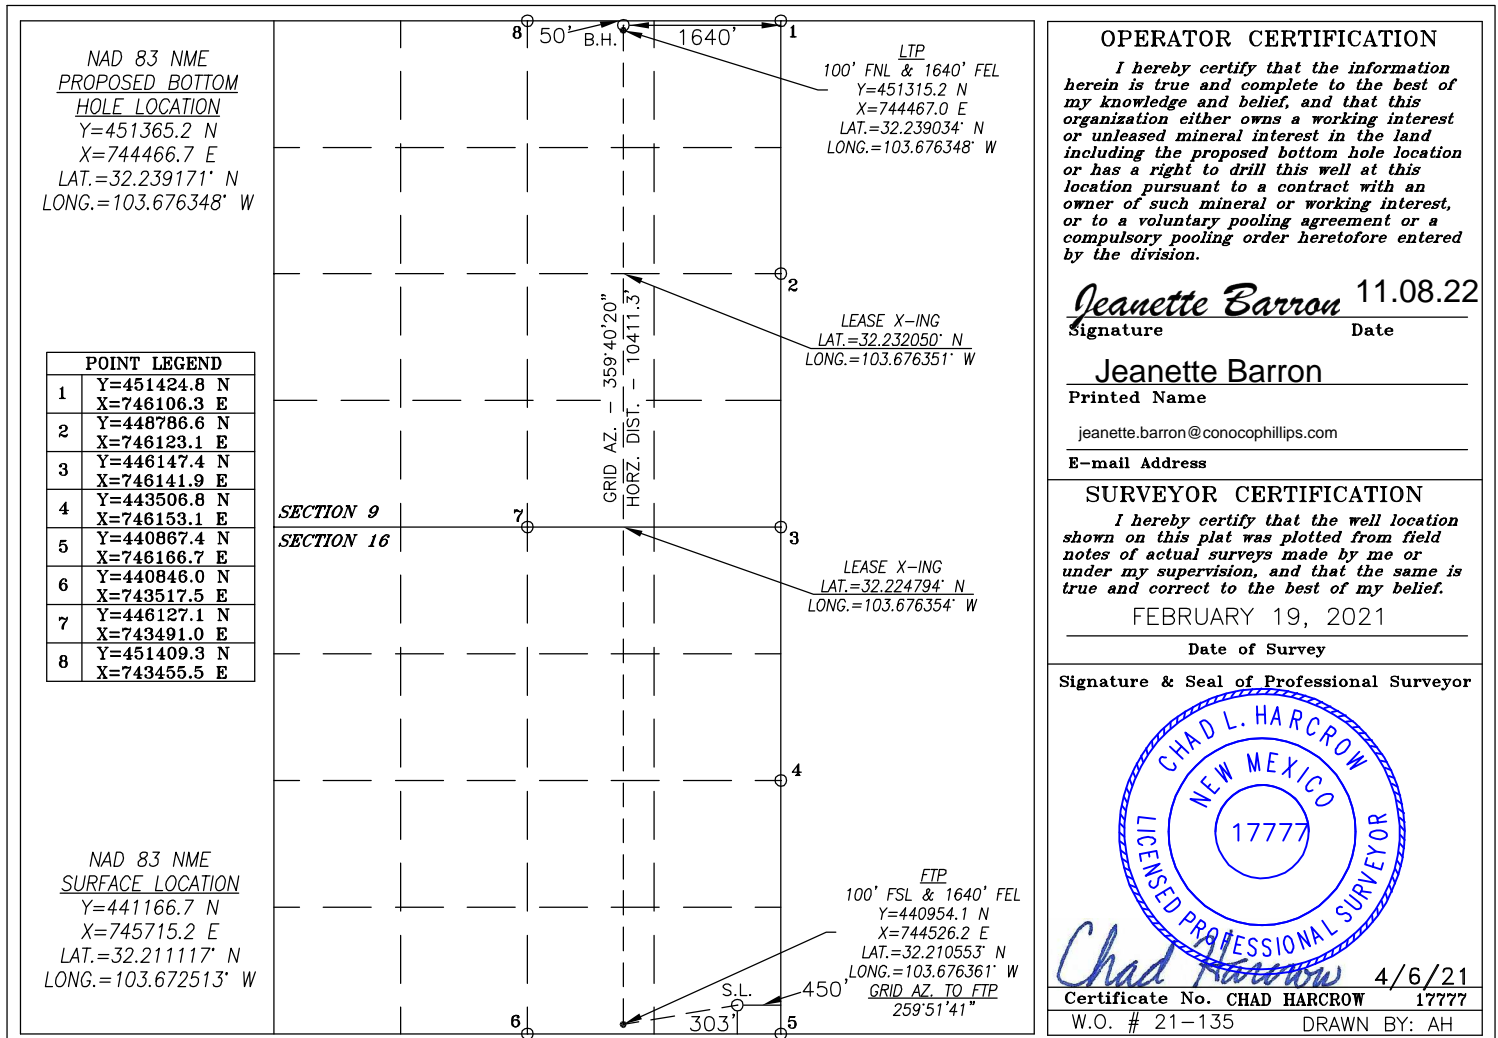 NAD 83 NME
PROPOSED BOTTOM
HOLE LOCATION
Y=451365.2 N
X=744466.7 E
LAT.=32.239171° N
LONG.=103.676348° W
POINT LEGEND
1 Y=451424.8 N
X=746106.3 E
2 Y=448786.6 N
X=746123.1 E
3 Y=446147.4 N
X=746141.9 E
4 Y=443506.8 N
X=746153.1 E
5 Y=440867.4 N
X=746166.7 E
6 Y=440846.0 N
X=743517.5 E
7 Y=446127.1 N
X=743491.0 E
8 Y=451409.3 N
X=743455.5 E
NAD 83 NME
SURFACE LOCATION
Y=441166.7 N
X=745715.2 E
LAT.=32.211117° N
LONG.=103.672513° W
8 50' B.H. 1640' 1
LTP
100' FNL & 1640' FEL
Y=451315.2 N
X=744467.0 E
LAT.=32.239034° N
LONG.=103.676348° W
2
GRID AZ. - 359°40'20"
HORZ. DIST. - 10411.3'
LEASE X-ING
LAT.=32.232050° N
LONG.=103.676351° W
SECTION 9
7
3
SECTION 16
LEASE X-ING
LAT.=32.224794° N
LONG.=103.676354° W
4
FTP
100' FSL & 1640' FEL
Y=440954.1 N
X=744526.2 E
LAT.=32.210553° N
LONG.=103.676361° W
GRID AZ. TO FTP
259°51'41"
S.L. 450'
6 303' 5
OPERATOR CERTIFICATION
I hereby certify that the information
herein is true and complete to the best of
my knowledge and belief, and that this
organization either owns a working interest
or unleased mineral interest in the land
including the proposed bottom hole location
or has a right to drill this well at this
location pursuant to a contract with an
owner of such mineral or working interest,
or to a voluntary pooling agreement or a
compulsory pooling order heretofore entered
by the division.
Jeanette Barron 11.08.22
Signature Date
Jeanette Barron
Printed Name
jeanette.barron@conocophillips.com
E-mail Address
SURVEYOR CERTIFICATION
I hereby certify that the well location
shown on this plat was plotted from field
notes of actual surveys made by me or
under my supervision, and that the same is
true and correct to the best of my belief.
FEBRUARY 19, 2021
Date of Survey
Signature & Seal of Professional Surveyor
CHAD L. HARCROW
NEW MEXICO
17777
LICENSED PROFESSIONAL SURVEYOR
Chad Harcrow 4/6/21
Certificate No. CHAD HARCROW 17777
W.O. # 21-135 DRAWN BY: AH